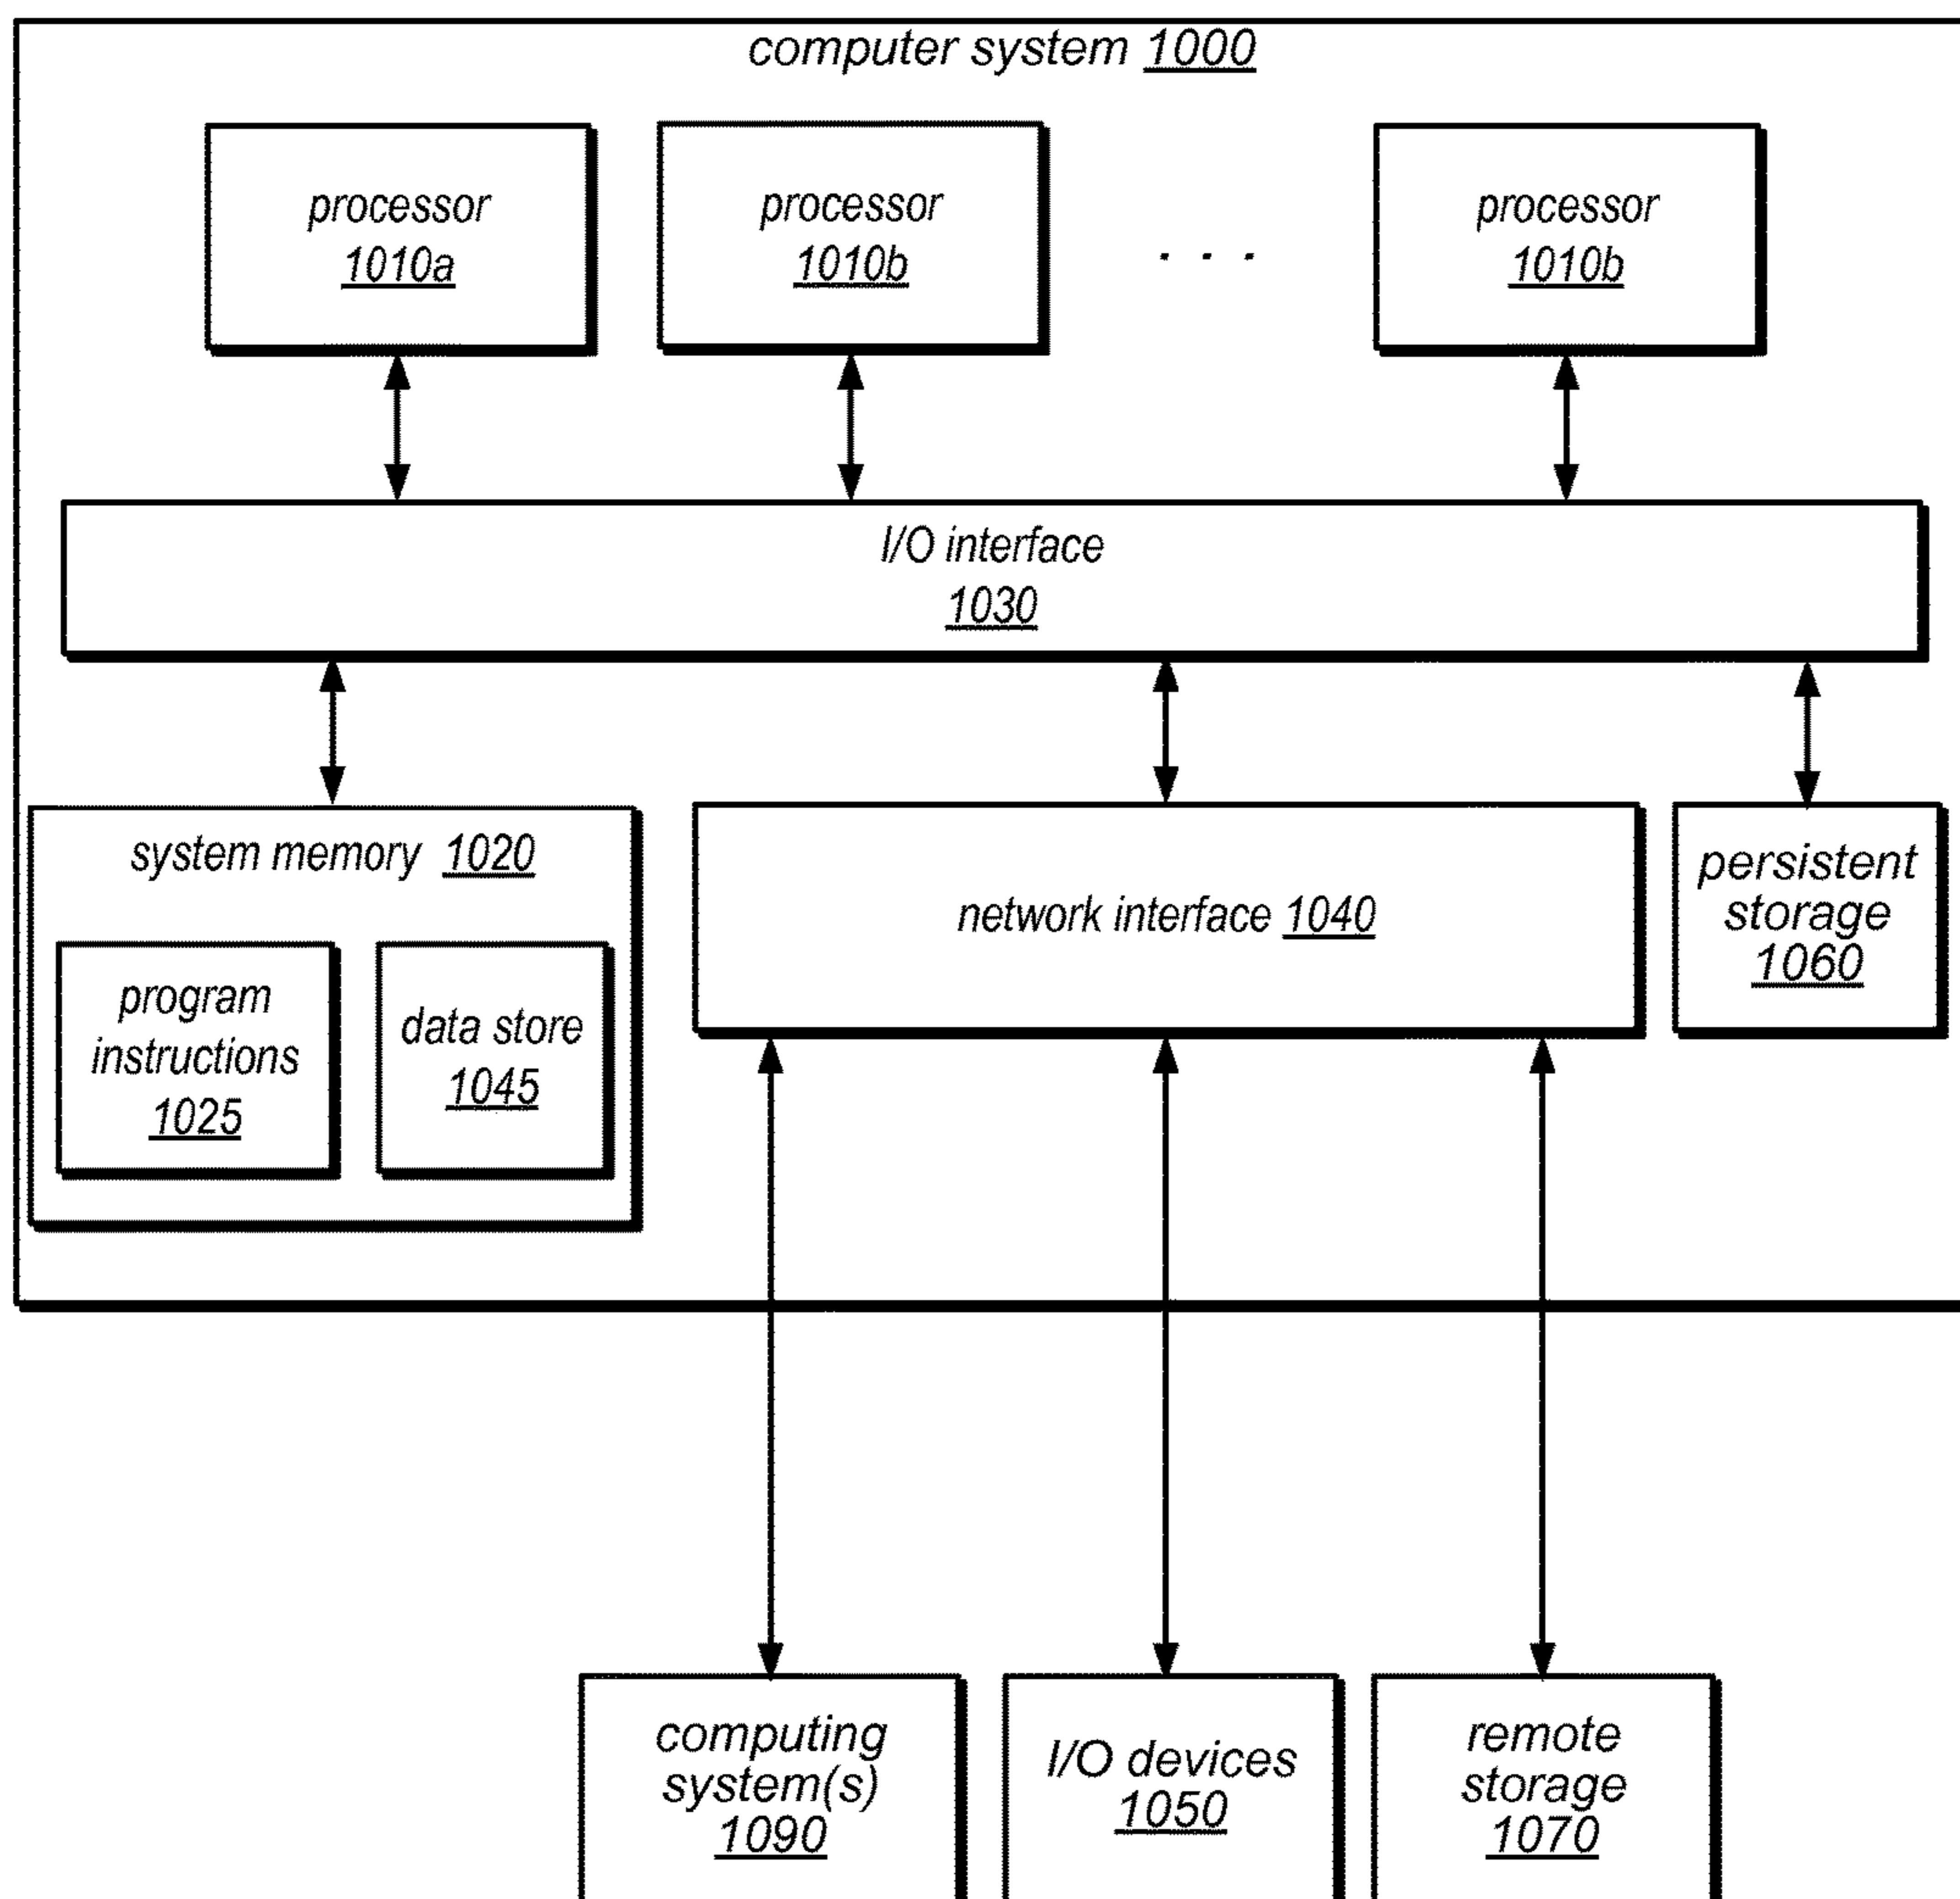 computer system 1000
processor
1010a
processor
1010b
. . .
processor
1010b
I/O interface
1030
system memory 1020
program
instructions
1025
data store
1045
network interface 1040
persistent
storage
1060
computing
system(s)
1090
I/O devices
1050
remote
storage
1070